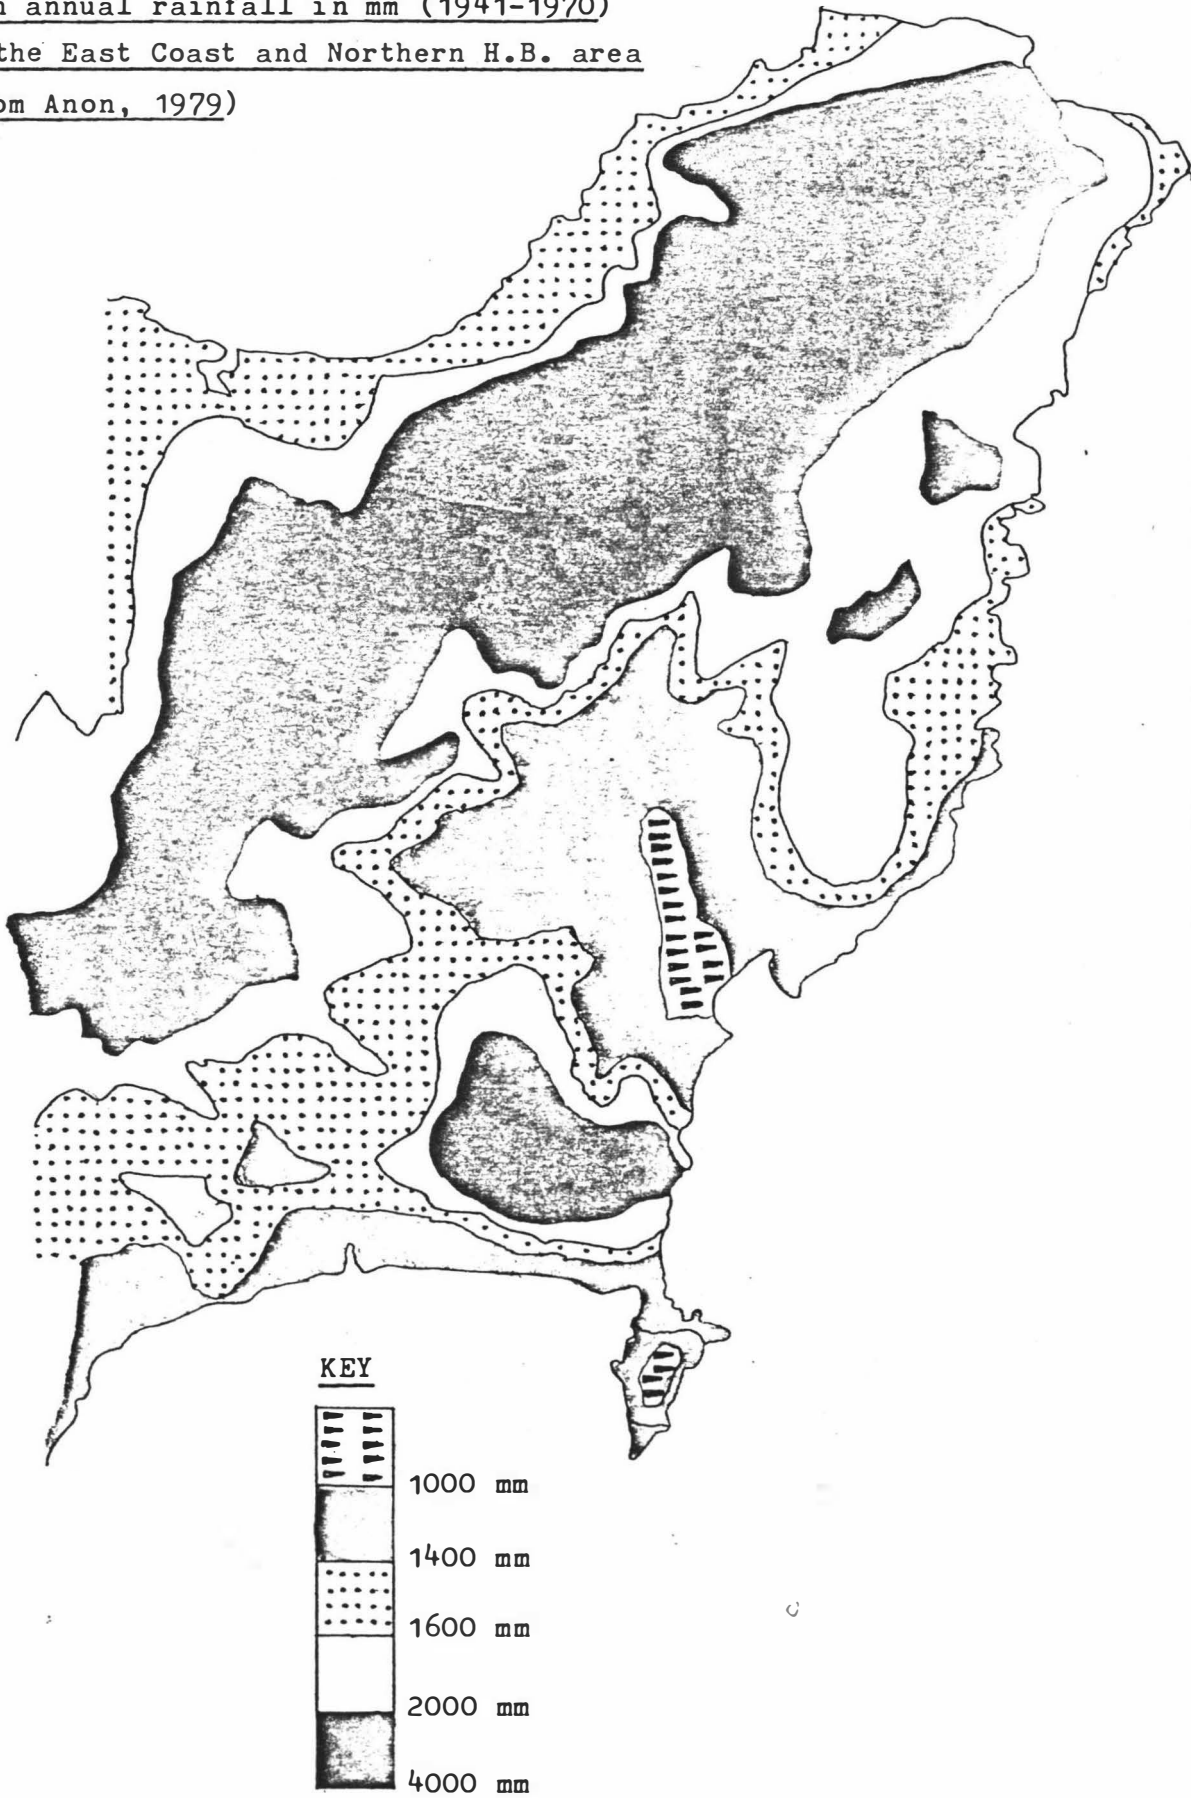 annual rainfall in mm (1941-1970)
the East Coast and Northern H.B. area
Anon, 1979)
KEY
1000 mm
1400 mm
1600 mm
2000 mm
4000 mm